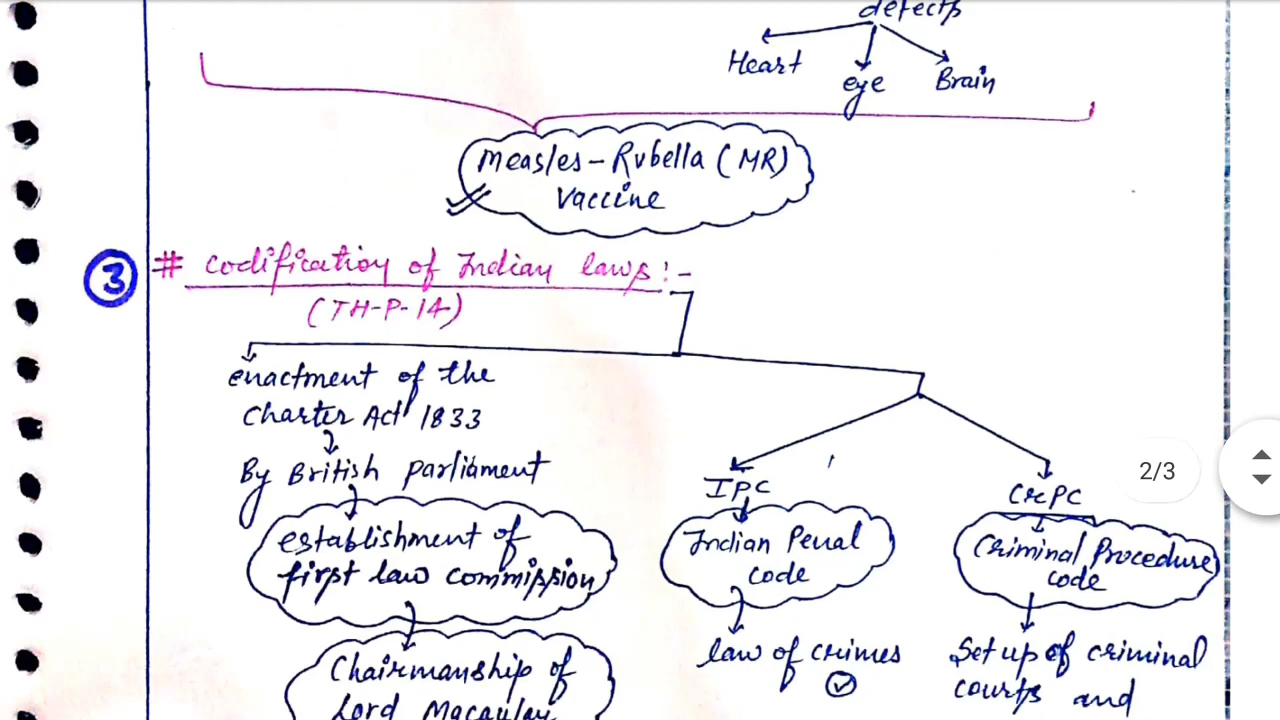 defects
Heart
eye
Brain
Measles-Rubella (MR)
Vaccine
3
# Codification of Indian laws:-
(TH-P-14)
enactment of the
Charter Act 1833
By British parliament
establishment of
first law commission
Chairmanship of
Lord Macaulay
IPC
Indian Penal
code
law of crimes
CrPC
Criminal Procedure
code
Set up of criminal
courts and
2/3